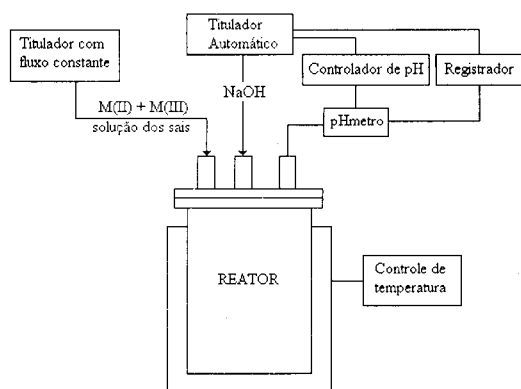 Titulador com
fluxo constante
Titulador
Automático
Controlador de pH
Registrador
NaOH
M(II) + M(III)
solução dos sais
pHmetro
REATOR
Controle de
temperatura